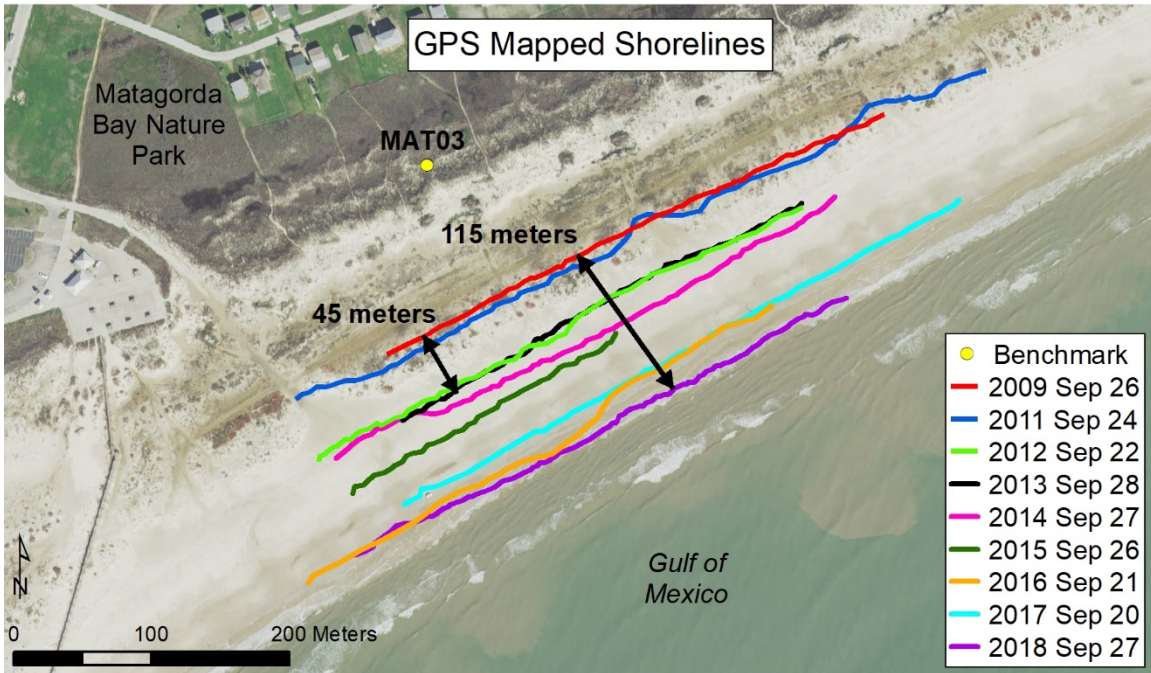 GPS Mapped Shorelines
Matagorda
Bay Nature
Park
MAT03
115 meters
45 meters
Gulf of
Mexico
N
0 100 200 Meters
Benchmark
2009 Sep 26
2011 Sep 24
2012 Sep 22
2013 Sep 28
2014 Sep 27
2015 Sep 26
2016 Sep 21
2017 Sep 20
2018 Sep 27